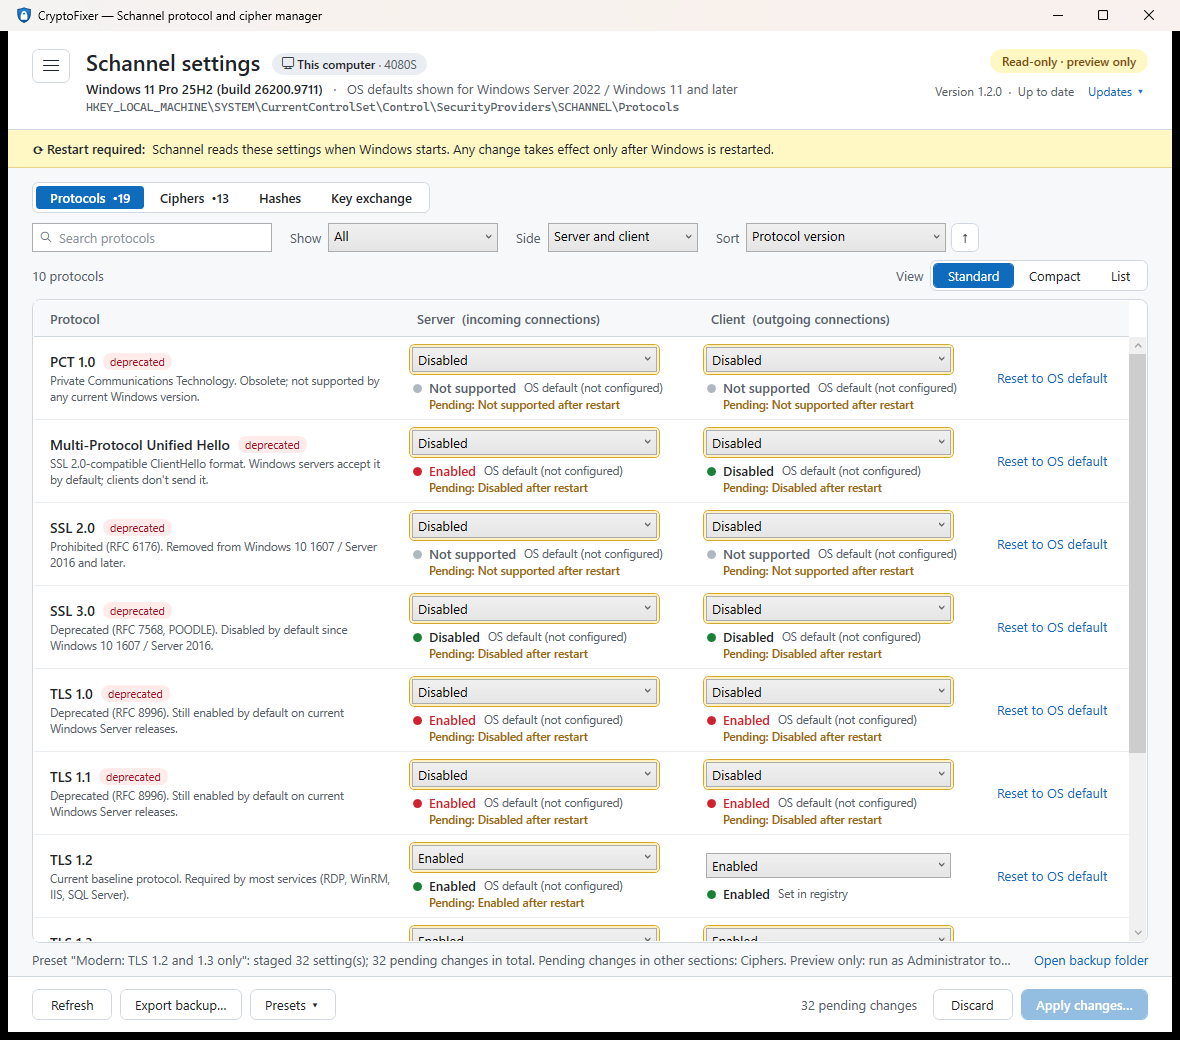 CryptoFixer — Schannel protocol and cipher manager
Schannel settings
This computer · 4080S
Read-only · preview only
Windows 11 Pro 25H2 (build 26200.9711) · OS defaults shown for Windows Server 2022 / Windows 11 and later
Version 1.2.0 · Up to date Updates
HKEY_LOCAL_MACHINE\SYSTEM\CurrentControlSet\Control\SecurityProviders\SCHANNEL\Protocols
Restart required: Schannel reads these settings when Windows starts. Any change takes effect only after Windows is restarted.
Protocols •19 Ciphers •13 Hashes Key exchange
Search protocols Show All Side Server and client Sort Protocol version ↑
10 protocols View Standard Compact List
Protocol Server (incoming connections) Client (outgoing connections)
PCT 1.0 deprecated
Private Communications Technology. Obsolete; not supported by
any current Windows version.
Disabled
Not supported OS default (not configured)
Pending: Not supported after restart
Disabled
Not supported OS default (not configured)
Pending: Not supported after restart
Reset to OS default
Multi-Protocol Unified Hello deprecated
SSL 2.0-compatible ClientHello format. Windows servers accept it
by default; clients don't send it.
Disabled
Enabled OS default (not configured)
Pending: Disabled after restart
Disabled
Disabled OS default (not configured)
Pending: Disabled after restart
Reset to OS default
SSL 2.0 deprecated
Prohibited (RFC 6176). Removed from Windows 10 1607 / Server
2016 and later.
Disabled
Not supported OS default (not configured)
Pending: Not supported after restart
Disabled
Not supported OS default (not configured)
Pending: Not supported after restart
Reset to OS default
SSL 3.0 deprecated
Deprecated (RFC 7568, POODLE). Disabled by default since
Windows 10 1607 / Server 2016.
Disabled
Disabled OS default (not configured)
Pending: Disabled after restart
Disabled
Disabled OS default (not configured)
Pending: Disabled after restart
Reset to OS default
TLS 1.0 deprecated
Deprecated (RFC 8996). Still enabled by default on current
Windows Server releases.
Disabled
Enabled OS default (not configured)
Pending: Disabled after restart
Disabled
Enabled OS default (not configured)
Pending: Disabled after restart
Reset to OS default
TLS 1.1 deprecated
Deprecated (RFC 8996). Still enabled by default on current
Windows Server releases.
Disabled
Enabled OS default (not configured)
Pending: Disabled after restart
Disabled
Enabled OS default (not configured)
Pending: Disabled after restart
Reset to OS default
TLS 1.2
Current baseline protocol. Required by most services (RDP, WinRM,
IIS, SQL Server).
Enabled
Enabled OS default (not configured)
Pending: Enabled after restart
Enabled
Enabled Set in registry
Reset to OS default
TLS 1.3 Enabled Enabled
Preset "Modern: TLS 1.2 and 1.3 only": staged 32 setting(s); 32 pending changes in total. Pending changes in other sections: Ciphers. Preview only: run as Administrator to... Open backup folder
Refresh Export backup... Presets 32 pending changes Discard Apply changes...